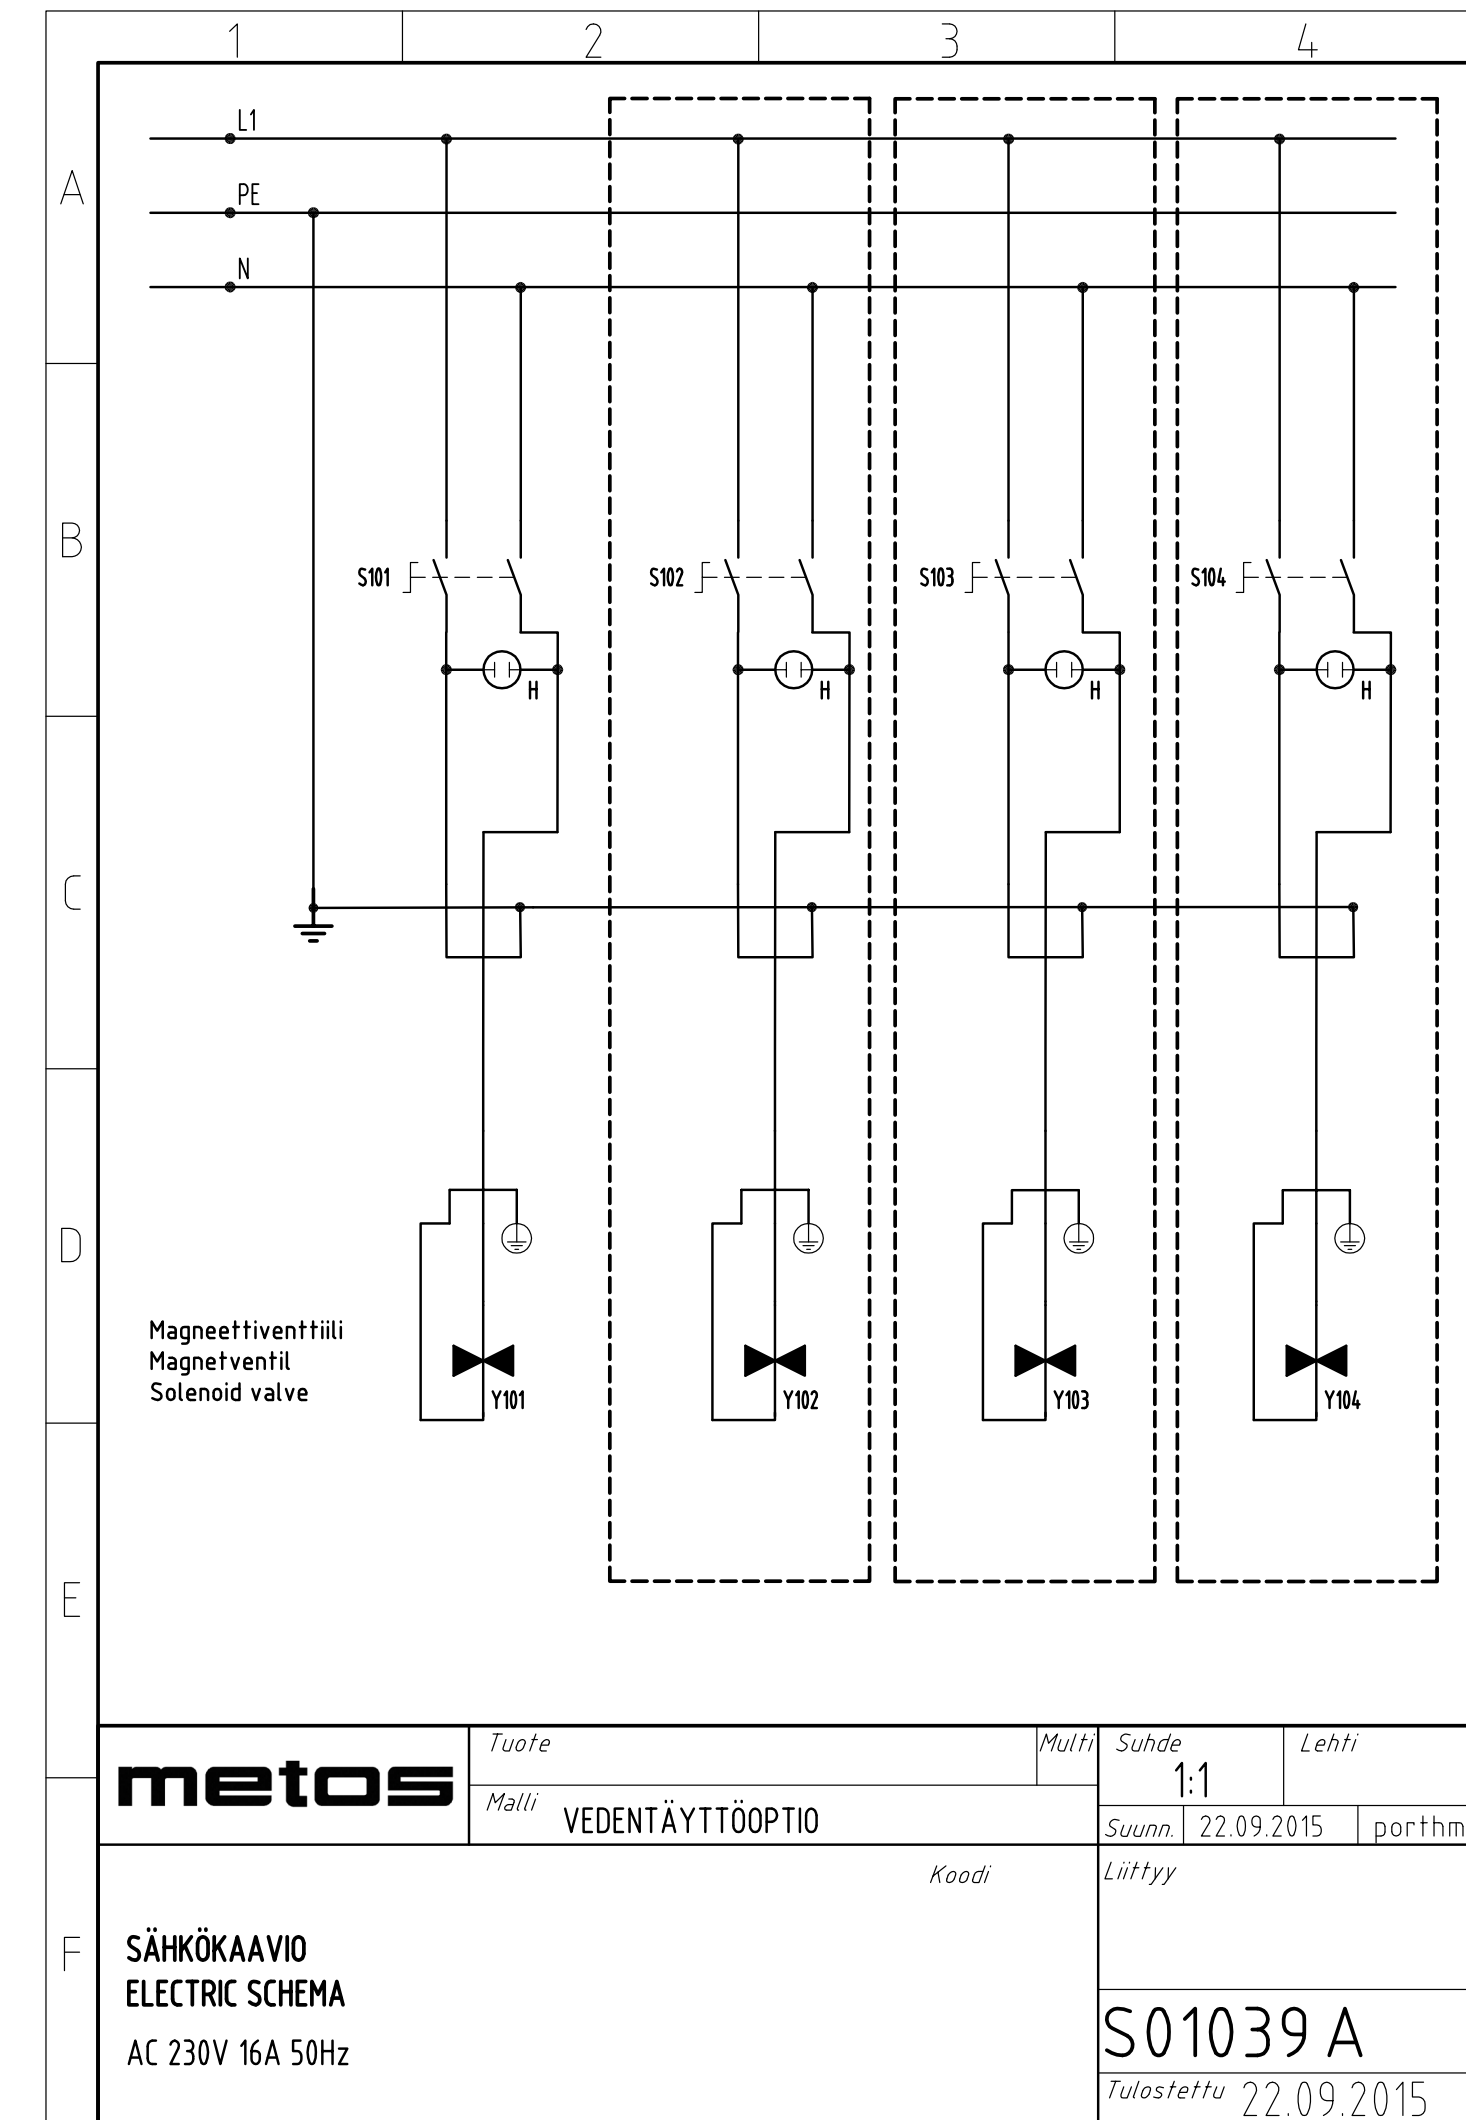 1 2 3 4
A
L1
PE
N
B
S101 S102 S103 S104
H H H H
C
D
Magneettiventtiili
Magnetventil
Solenoid valve
Y101 Y102 Y103 Y104
E
metos
Tuote
Multi
Suhde
1:1
Lehti
Malli VEDENTÄYTTÖOPTIO
Suunn. 22.09.2015 porthm
Koodi
Liittyy
F
SÄHKÖKAAVIO
ELECTRIC SCHEMA
AC 230V 16A 50Hz
S01039 A
Tulostettu 22.09.2015